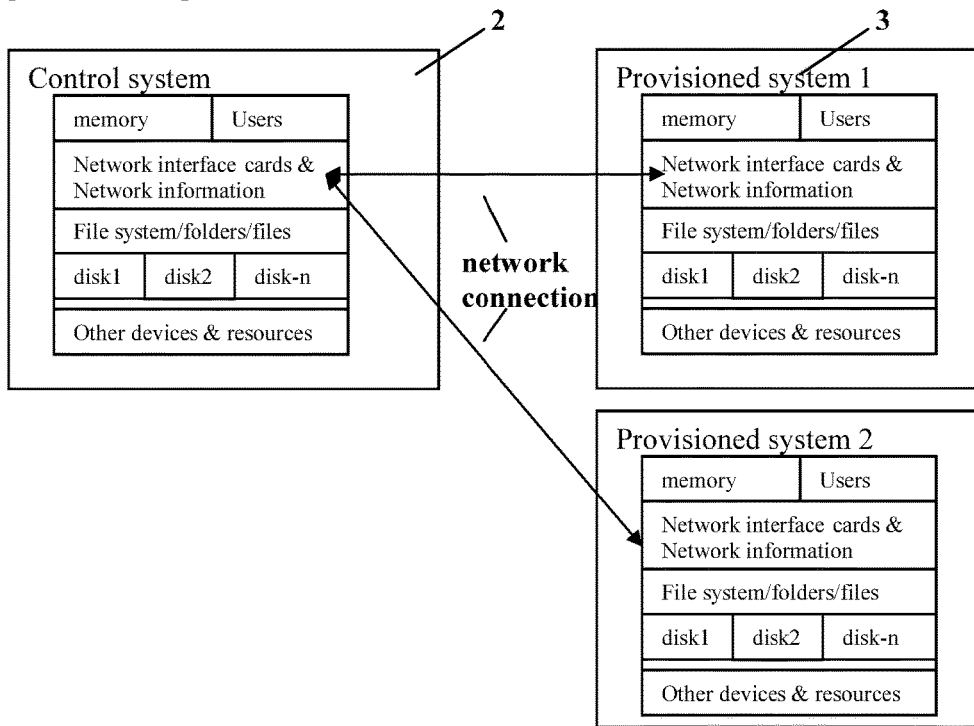 2
3
Control system
memory Users
Network interface cards &
Network information
File system/folders/files
disk1 disk2 disk-n
Other devices & resources
network
connection
Provisioned system 1
memory Users
Network interface cards &
Network information
File system/folders/files
disk1 disk2 disk-n
Other devices & resources
Provisioned system 2
memory Users
Network interface cards &
Network information
File system/folders/files
disk1 disk2 disk-n
Other devices & resources